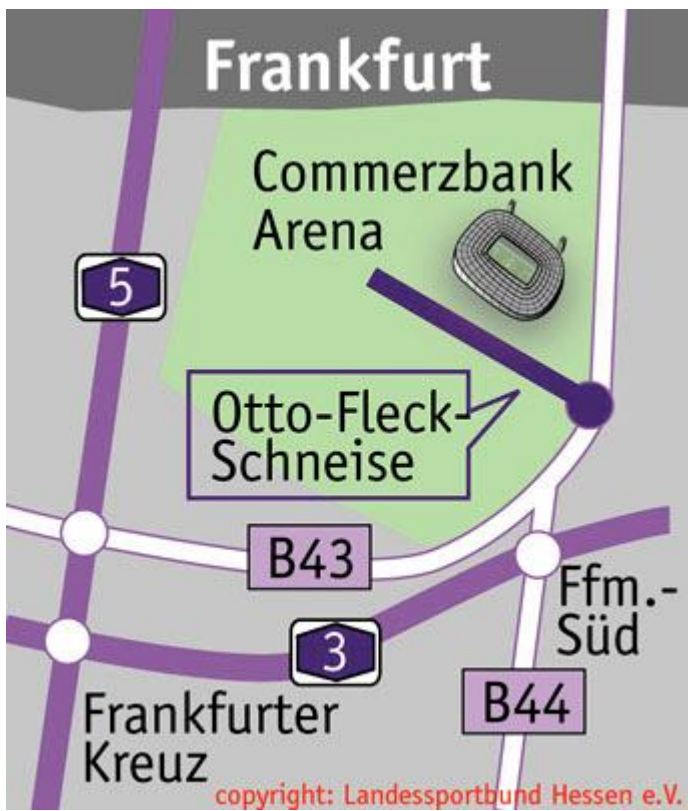 Frankfurt
Commerzbank
Arena
5
Otto-Fleck-
Schneise
B43
Ffm.-
Süd
3
B44
Frankfurter
Kreuz
copyright: Landessportbund Hessen e.V.